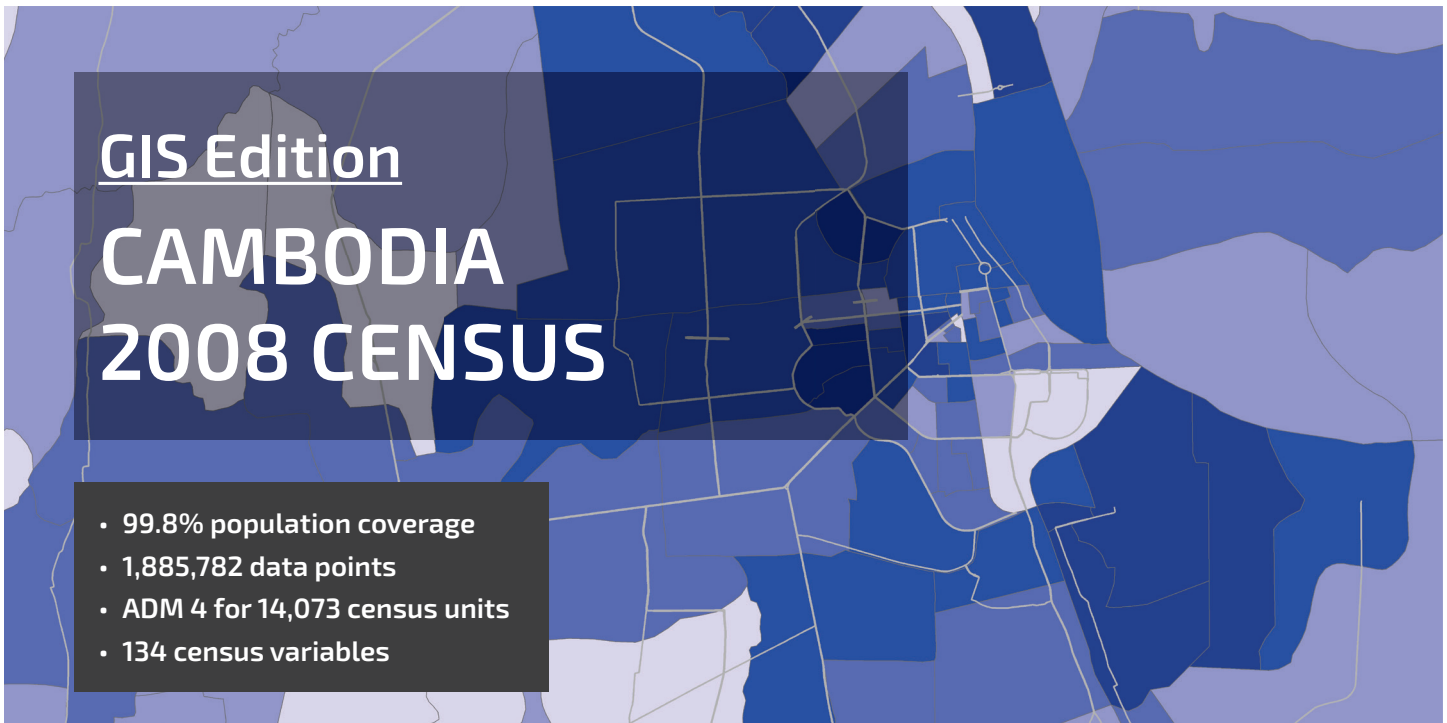 GIS Edition
CAMBODIA
2008 CENSUS
• 99.8% population coverage
• 1,885,782 data points
• ADM 4 for 14,073 census units
• 134 census variables